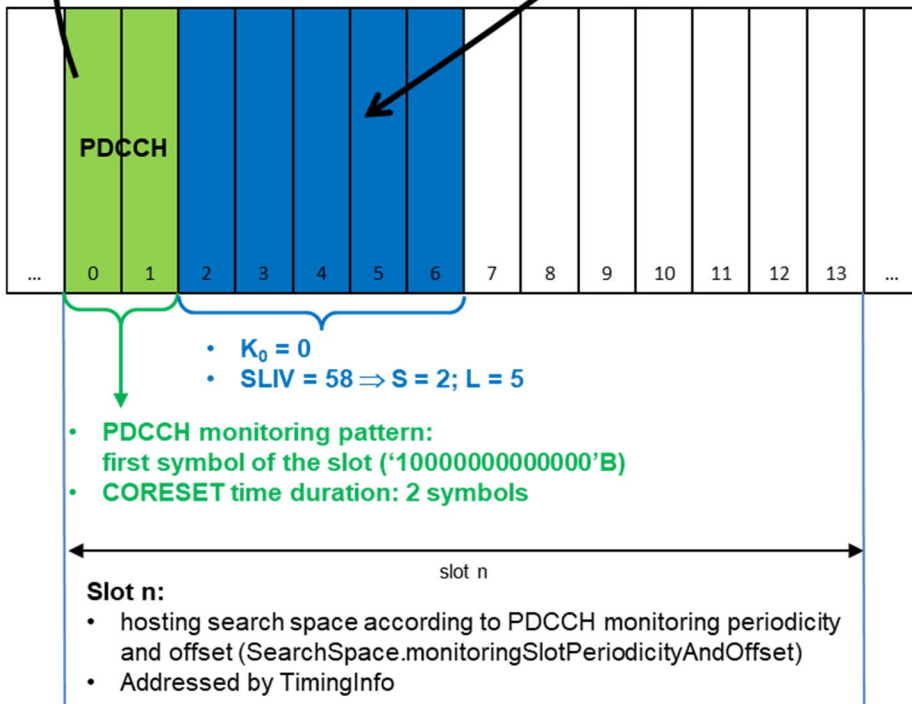 PDCCH
... 0 1 2 3 4 5 6 7 8 9 10 11 12 13 ...
• K₀ = 0
• SLIV = 58 ⇒ S = 2; L = 5
• PDCCH monitoring pattern:
first symbol of the slot (‘10000000000000’B)
• CORESET time duration: 2 symbols
slot n
Slot n:
• hosting search space according to PDCCH monitoring periodicity
and offset (SearchSpace.monitoringSlotPeriodicityAndOffset)
• Addressed by TimingInfo